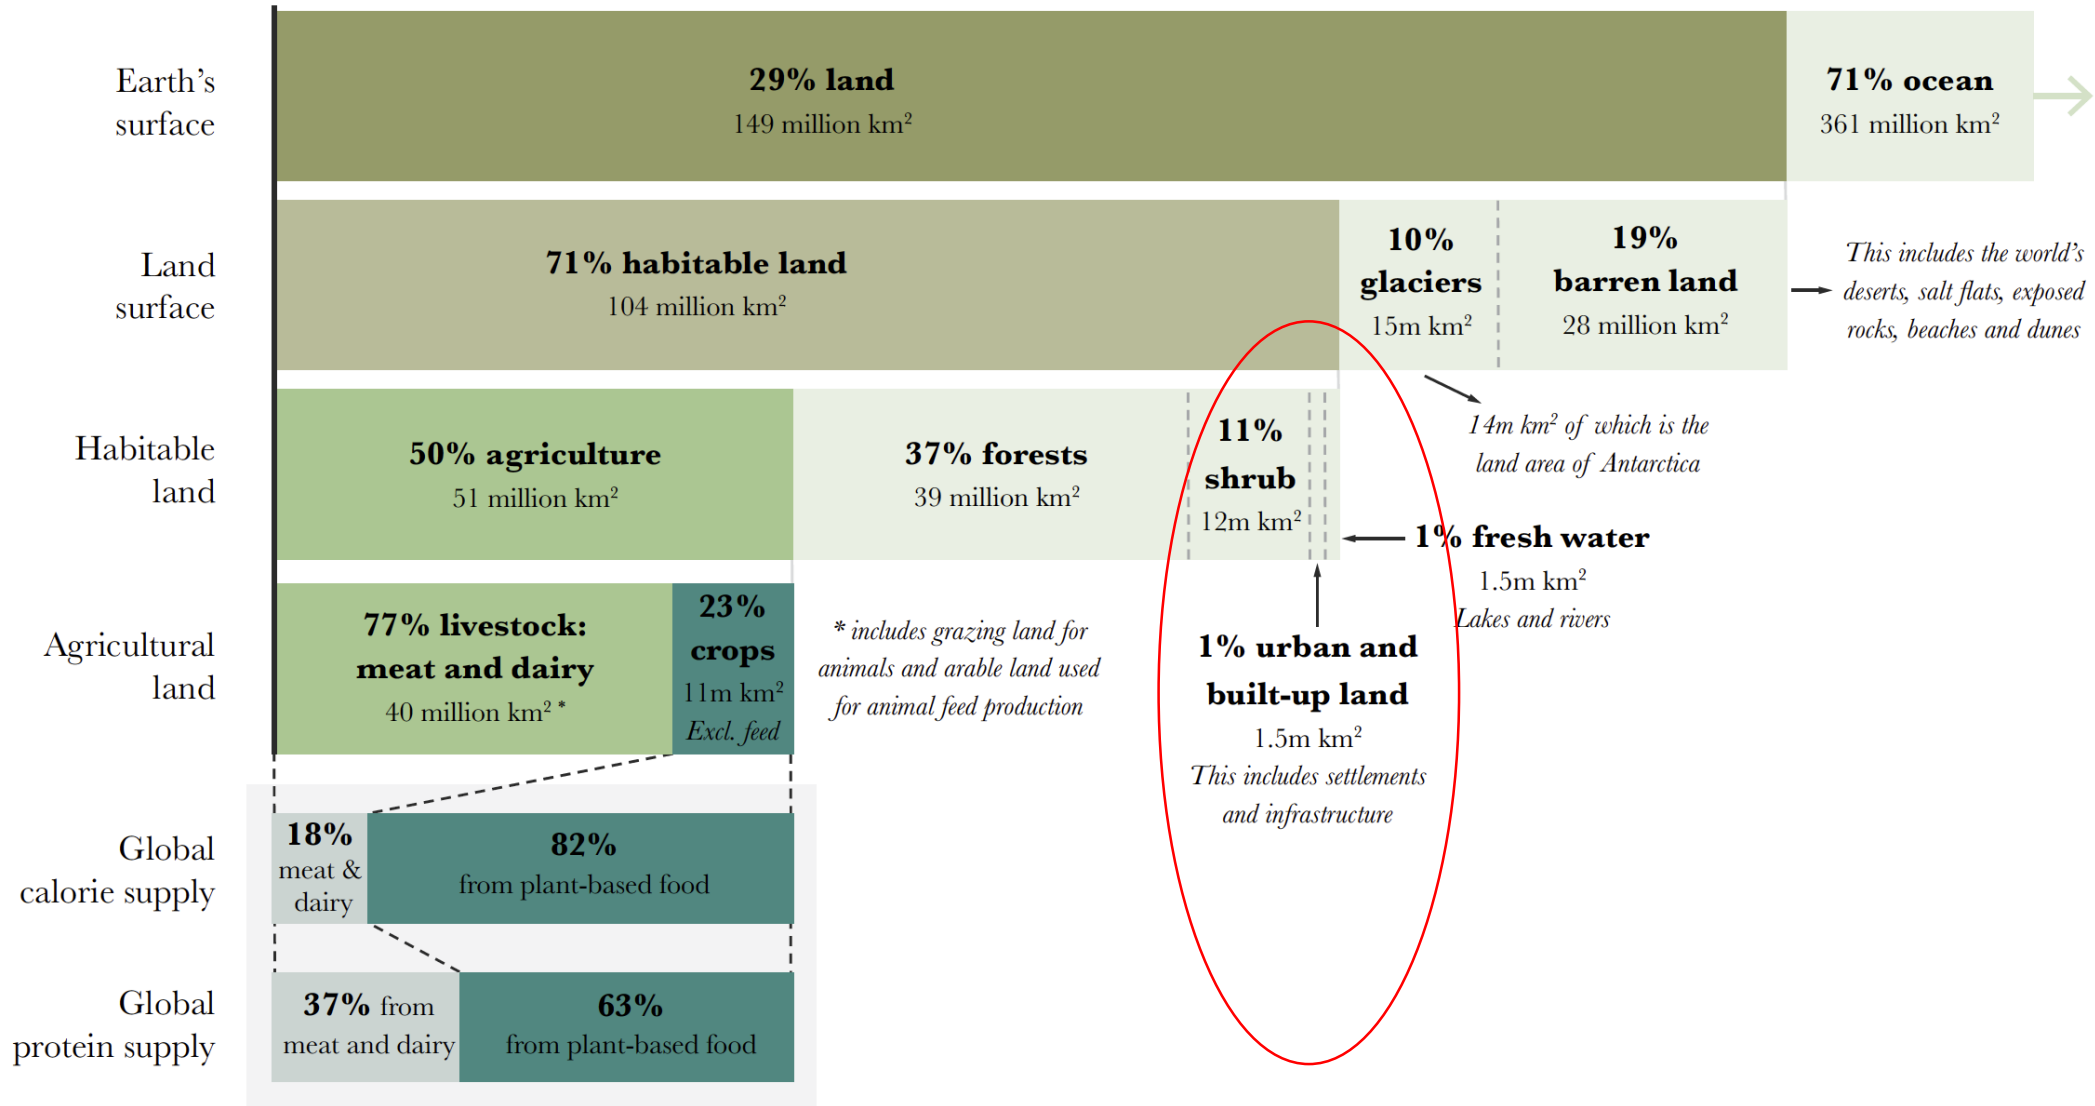 Earth's
surface
29% land
149 million km²
71% ocean
361 million km²
Land
surface
71% habitable land
104 million km²
10%
glaciers
15m km²
19%
barren land
28 million km²
This includes the world's
deserts, salt flats, exposed
rocks, beaches and dunes
14m km² of which is the
land area of Antarctica
Habitable
land
50% agriculture
51 million km²
37% forests
39 million km²
11%
shrub
12m km²
1% fresh water
1.5m km²
Lakes and rivers
1% urban and
built-up land
1.5m km²
This includes settlements
and infrastructure
Agricultural
land
77% livestock:
meat and dairy
40 million km² *
23%
crops
11m km²
Excl. feed
* includes grazing land for
animals and arable land used
for animal feed production
Global
calorie supply
18%
meat &
dairy
82%
from plant-based food
Global
protein supply
37% from
meat and dairy
63%
from plant-based food